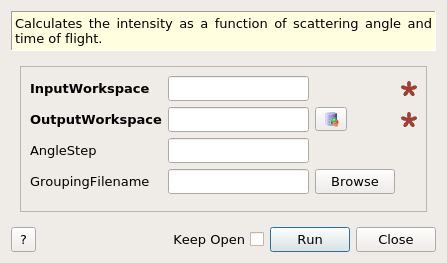 Calculates the intensity as a function of scattering angle and
time of flight.
InputWorkspace
OutputWorkspace
AngleStep
GroupingFilename Browse
? Keep Open Run Close